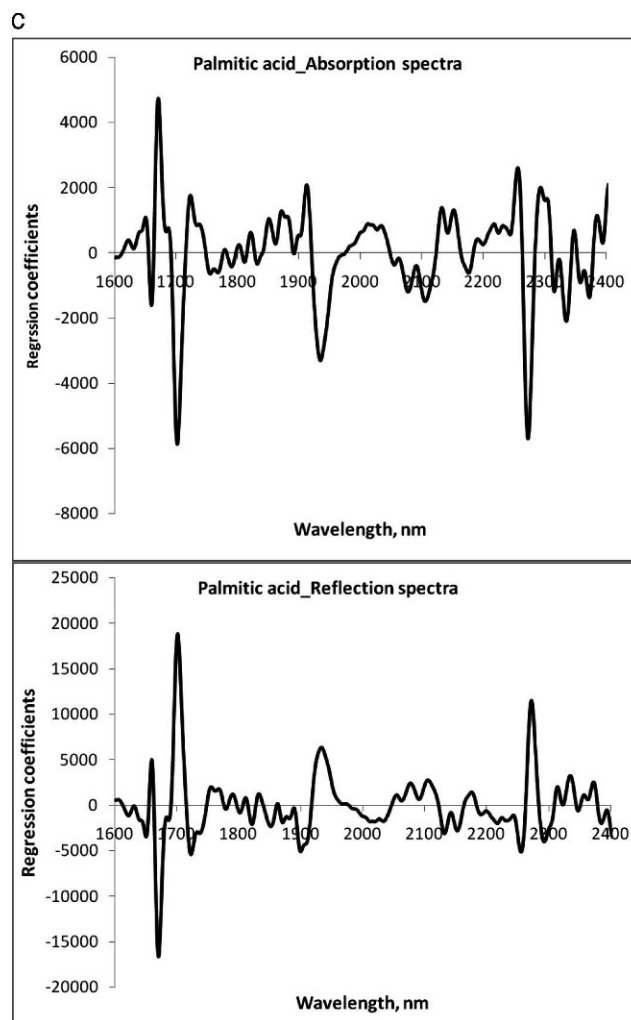 C
Palmitic acid_Absorption spectra
6000
4000
2000
0
-2000
-4000
-6000
-8000
1600 1700 1800 1900 2000 2100 2200 2300 2400
Regrssion coefficients
Wavelength, nm
Palmitic acid_Reflection spectra
25000
20000
15000
10000
5000
0
-5000
-10000
-15000
-20000
1600 1700 1800 1900 2000 2100 2200 2300 2400
Regression coefficients
Wavelength, nm